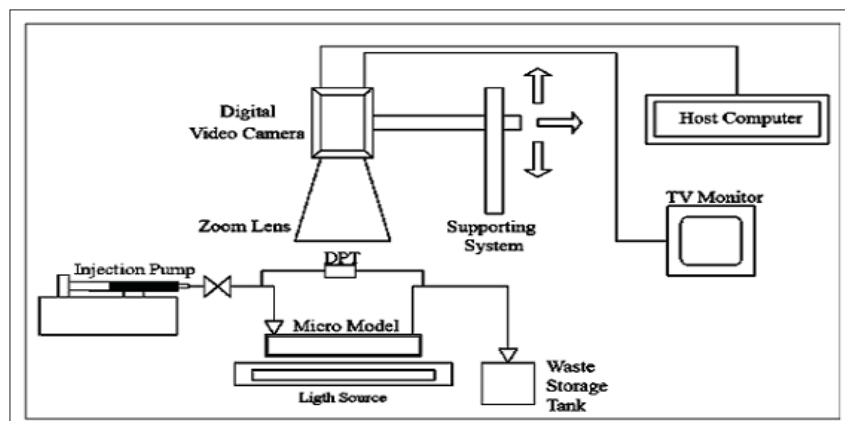 Digital
Video Camera
Host Computer
TV Monitor
Zoom Lens
Supporting
System
DPT
Injection Pump
Micro Model
Ligth Source
Waste
Storage
Tank